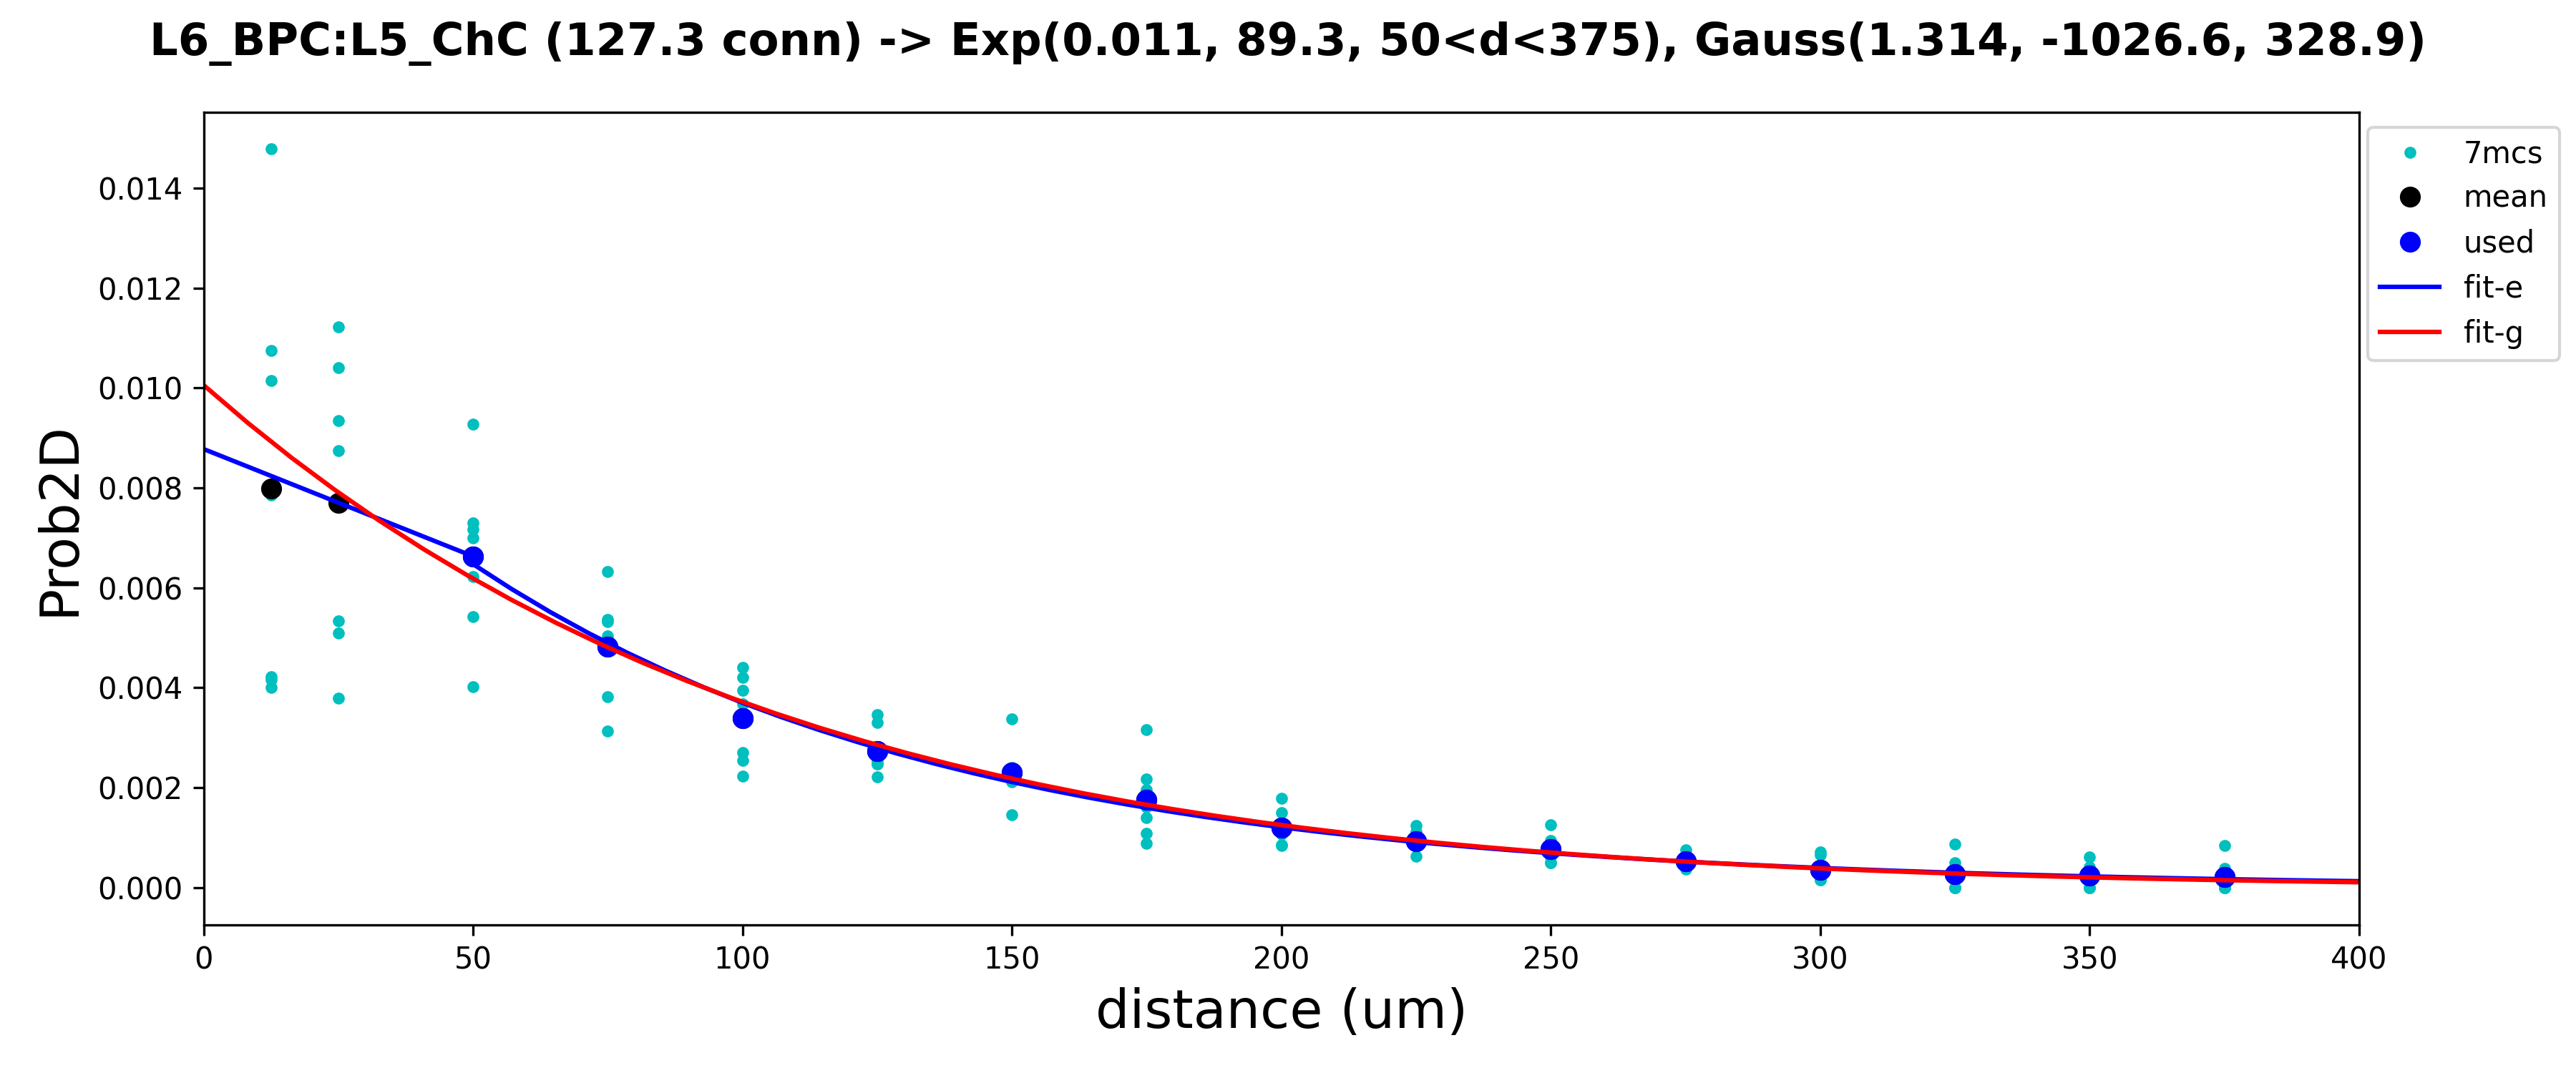 L6_BPC:L5_ChC (127.3 conn) -> Exp(0.011, 89.3, 50<d<375), Gauss(1.314, -1026.6, 328.9)
7mcs
mean
used
fit-e
fit-g
Prob2D
0.014
0.012
0.010
0.008
0.006
0.004
0.002
0.000
0 50 100 150 200 250 300 350 400
distance (um)